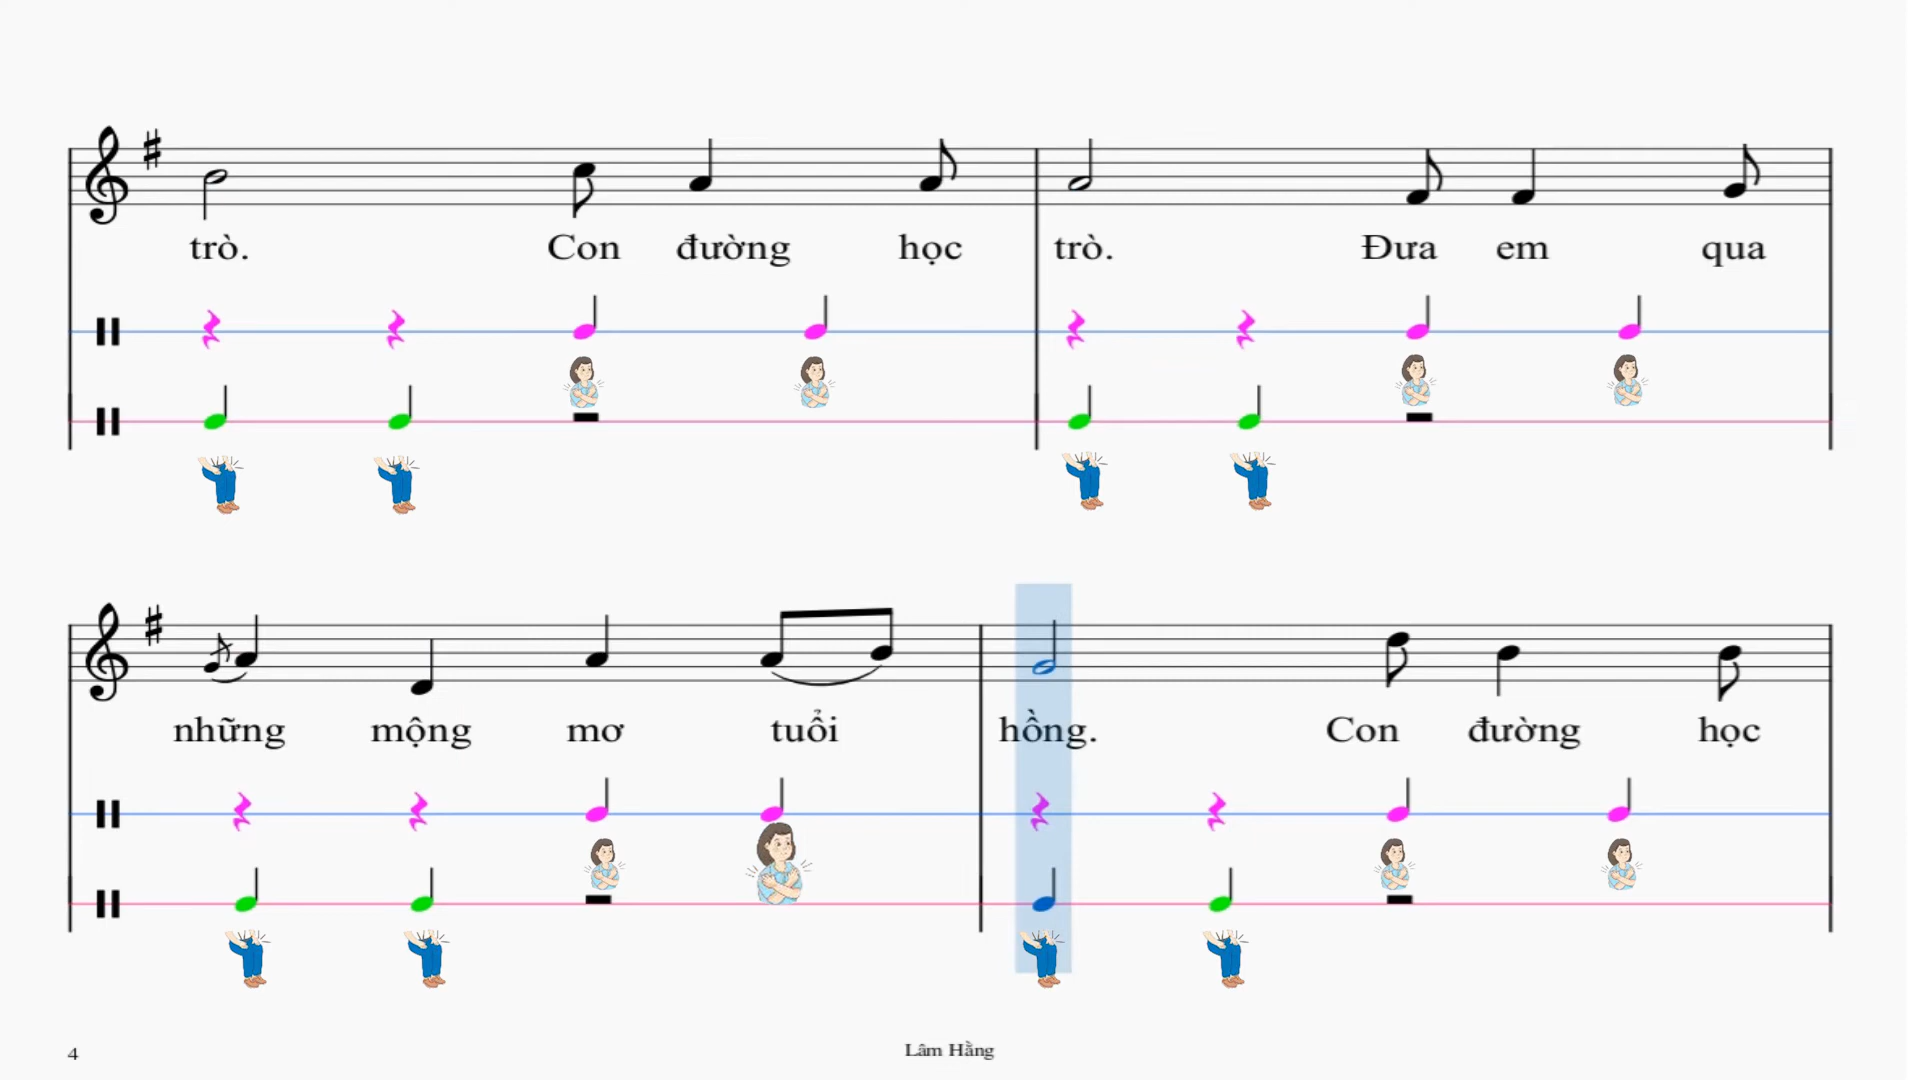 trò. Con đường học trò. Đưa em qua
những mộng mơ tuổi hồng. Con đường học
4 Lâm Hằng